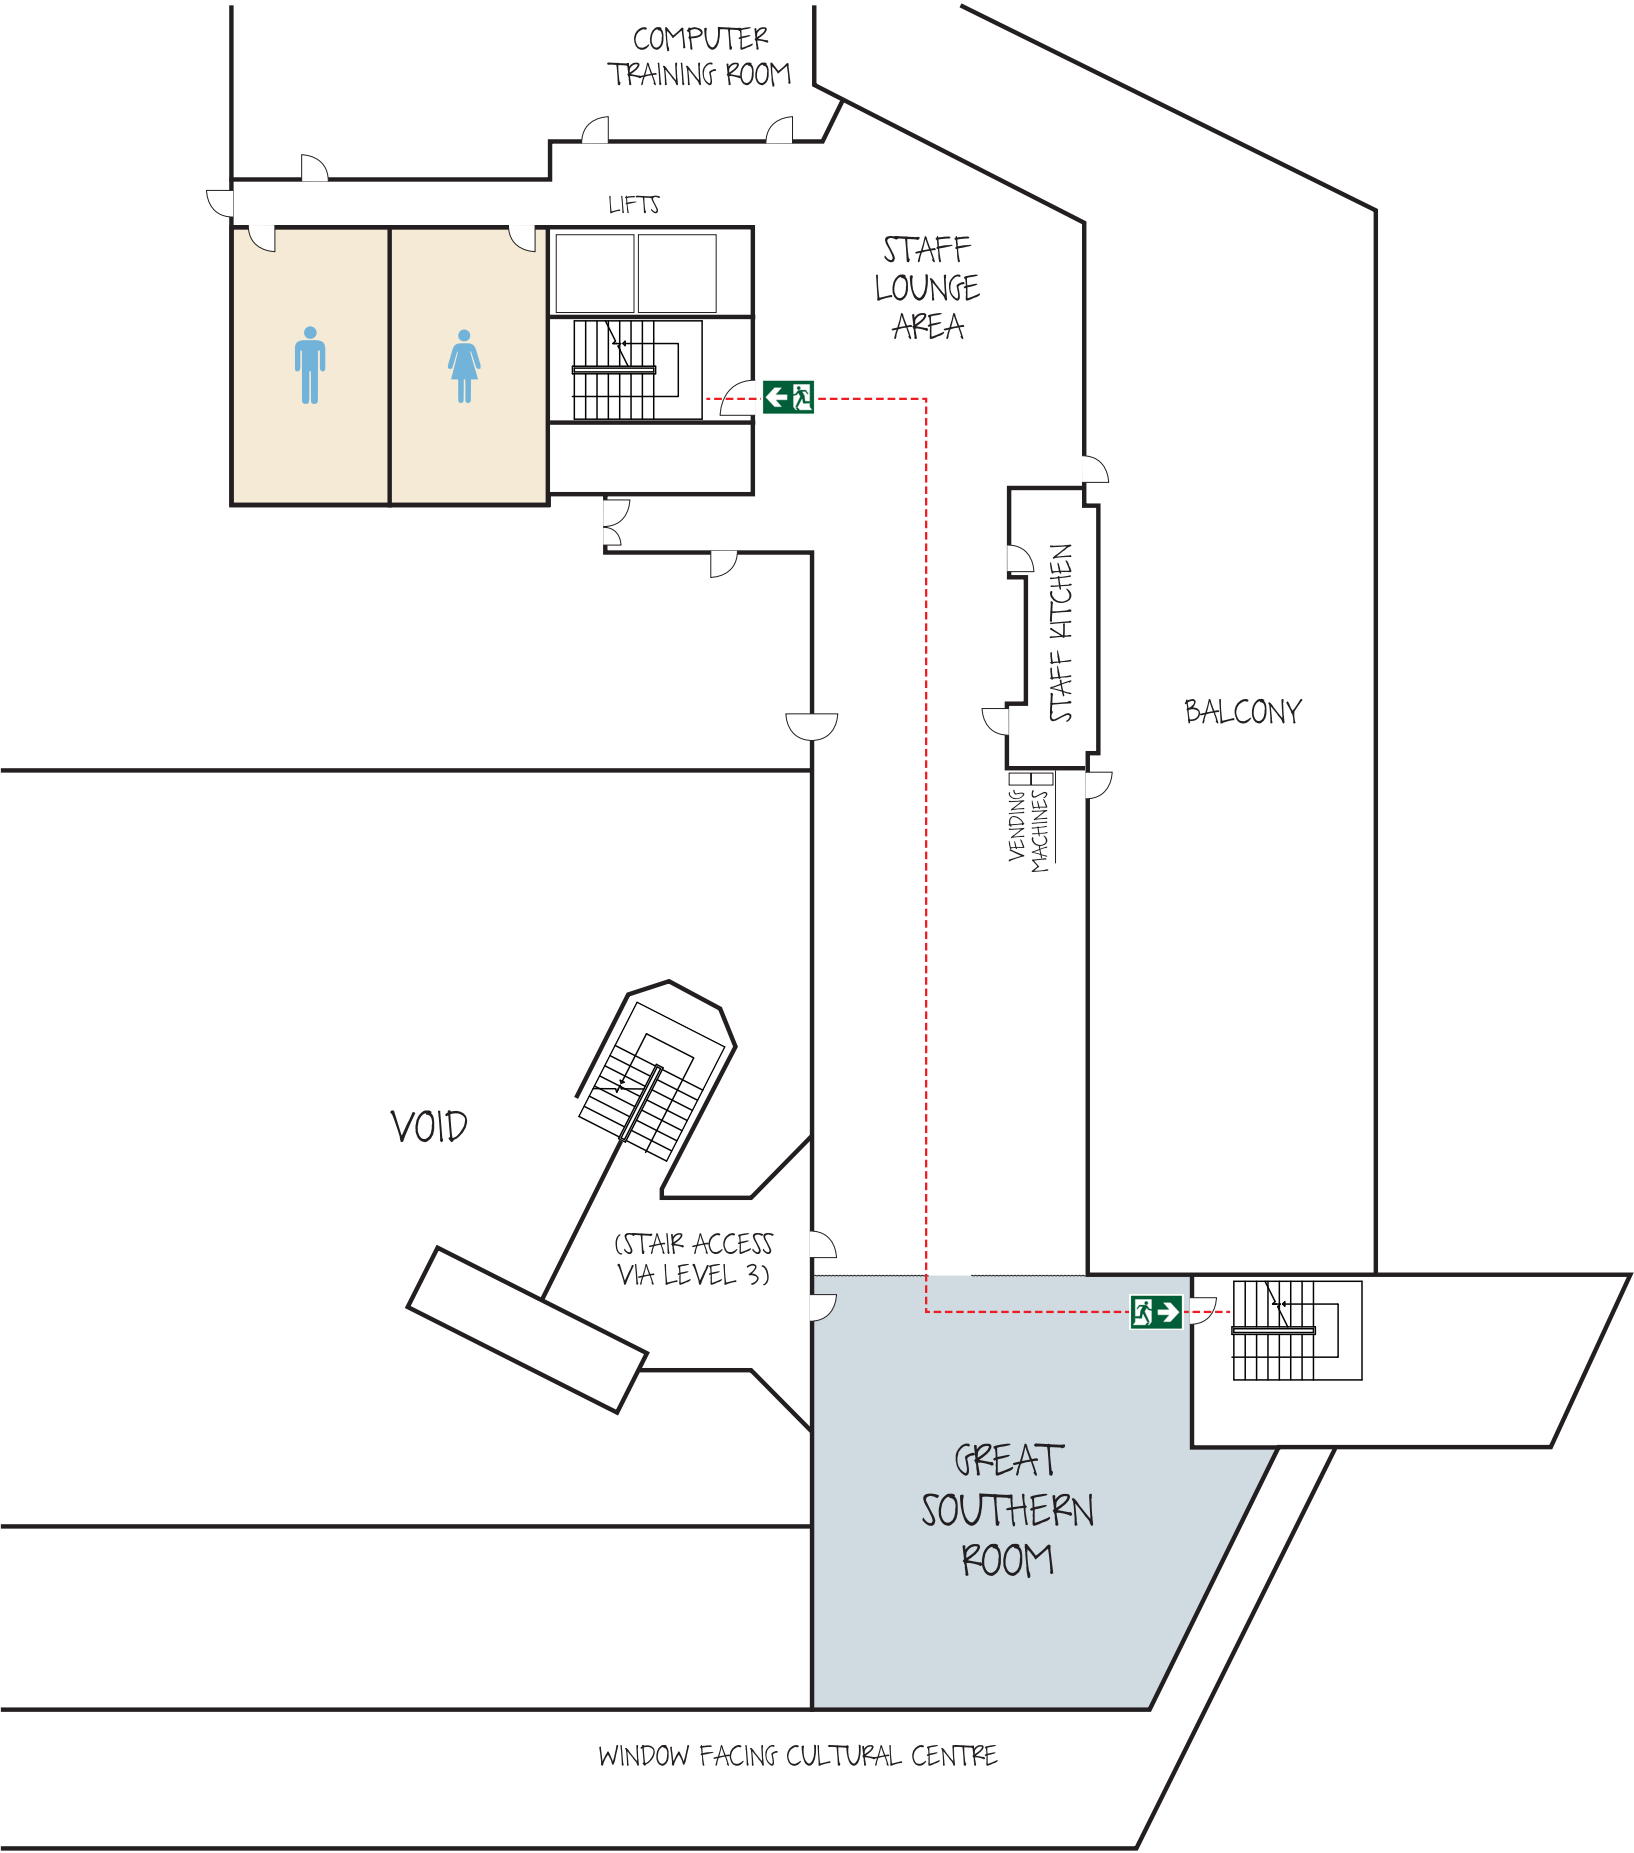 COMPUTER
TRAINING ROOM
LIFTS
STAFF
LOUNGE
AREA
STAFF KITCHEN
BALCONY
VENDING
MACHINES
VOID
(STAIR ACCESS
VIA LEVEL 3)
GREAT
SOUTHERN
ROOM
WINDOW FACING CULTURAL CENTRE